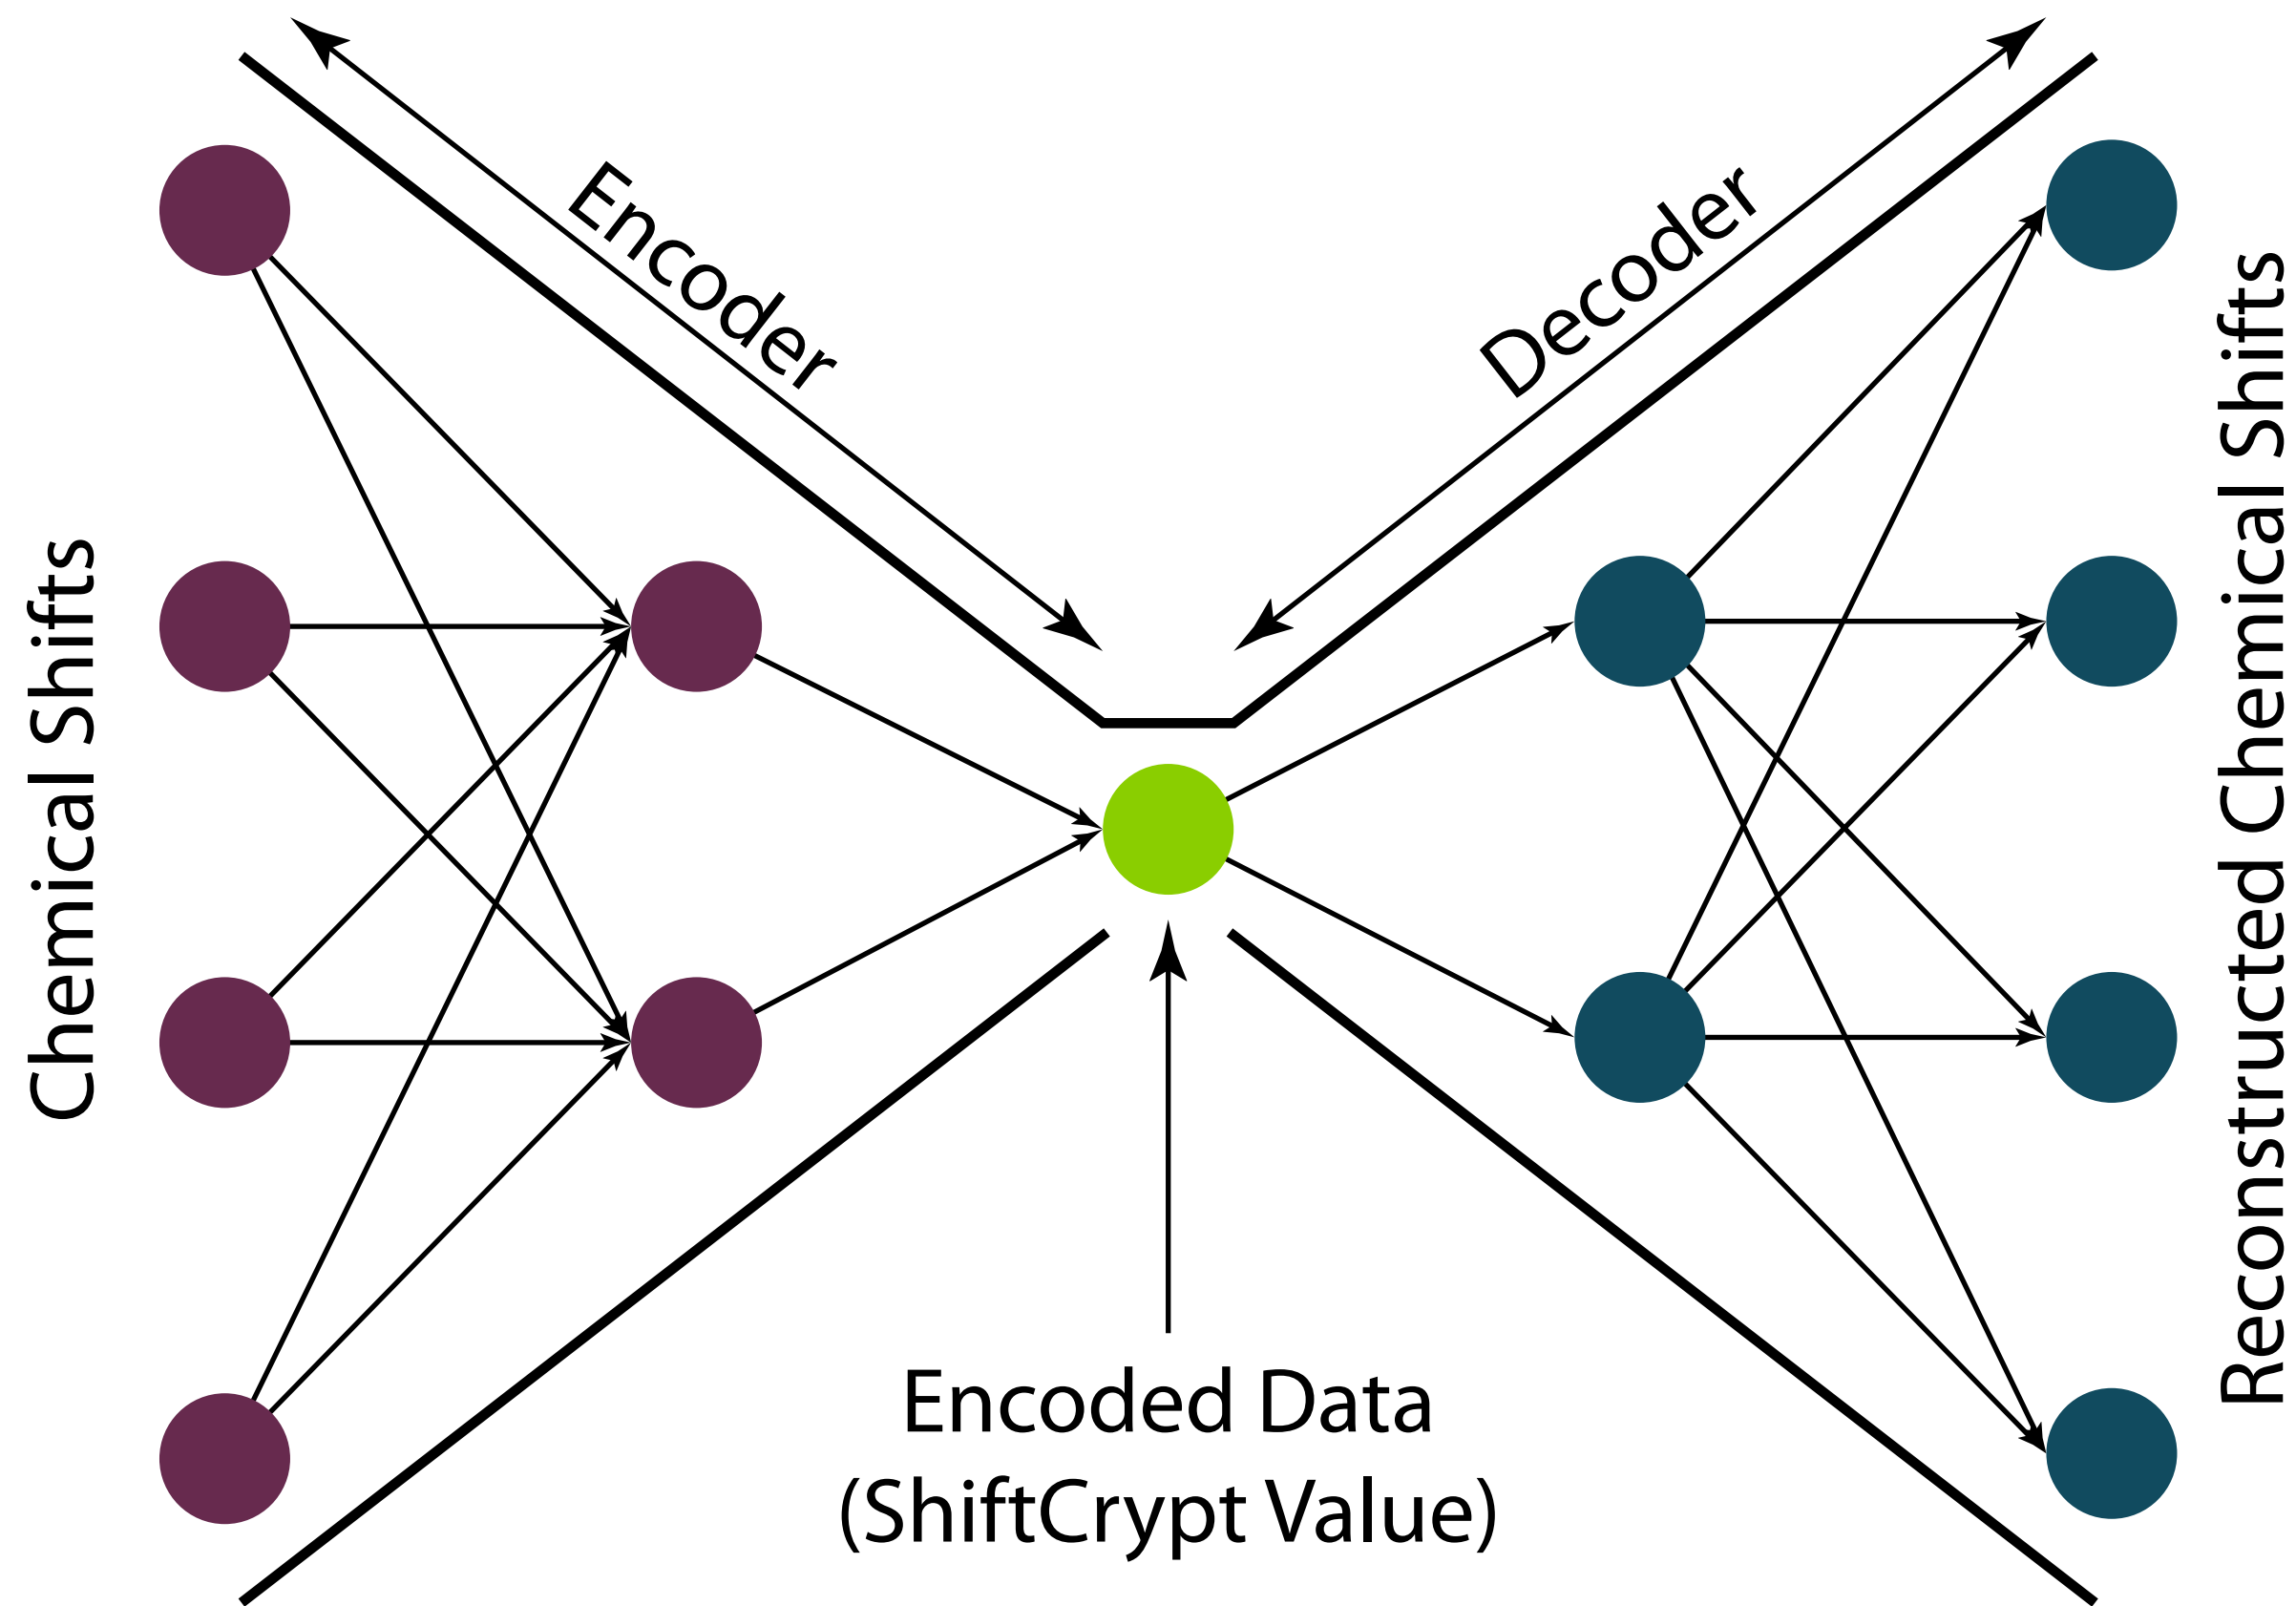 Encoder
Decoder
Chemical Shifts
Reconstructed Chemical Shifts
Encoded Data
(ShiftCrypt Value)